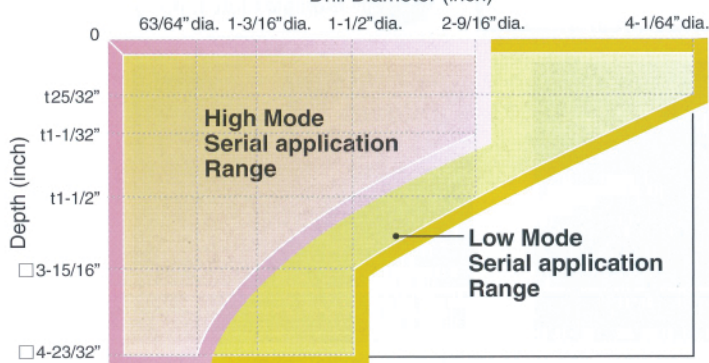 Drill Diameter (inch)
63/64” dia. 1-3/16” dia. 1-1/2” dia. 2-9/16” dia. 4-1/64” dia.
0
t25/32”
t1-1/32”
t1-1/2”
□3-15/16”
□4-23/32”
Depth (inch)
High Mode
Serial application
Range
Low Mode
Serial application
Range